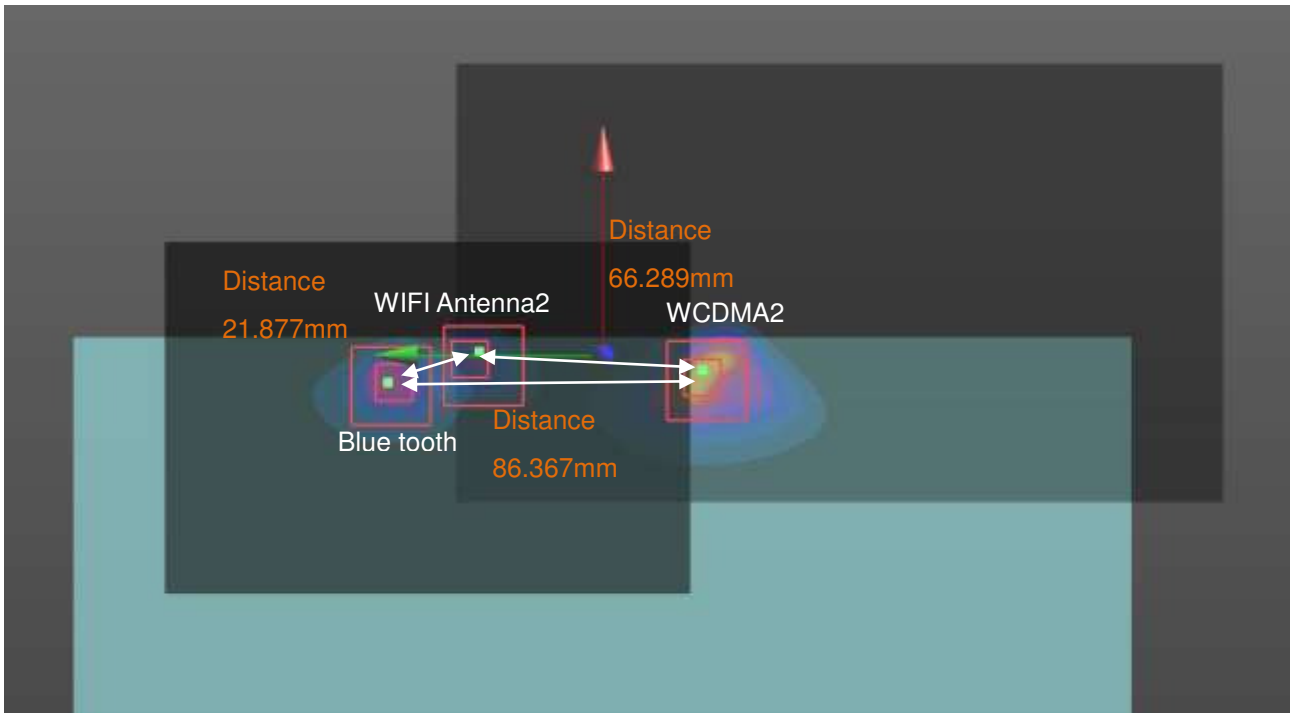 Distance
66.289mm
Distance
21.877mm
WIFI Antenna2
WCDMA2
Blue tooth
Distance
86.367mm